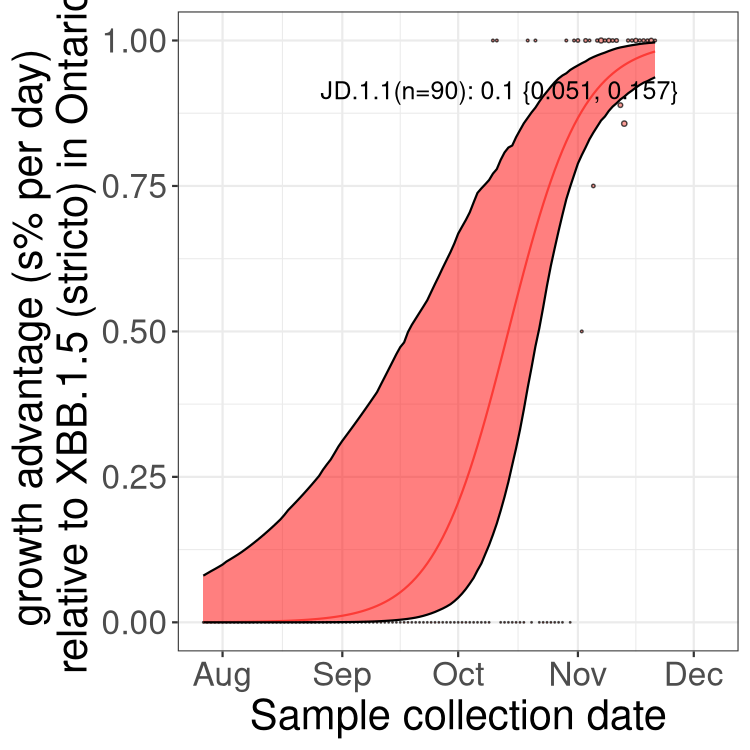 growth advantage (s% per day)
relative to XBB.1.5 (stricto) in Ontario
1.00
0.75
0.50
0.25
0.00
JD.1.1(n=90): 0.1 {0.051, 0.157}
Aug Sep Oct Nov Dec
Sample collection date